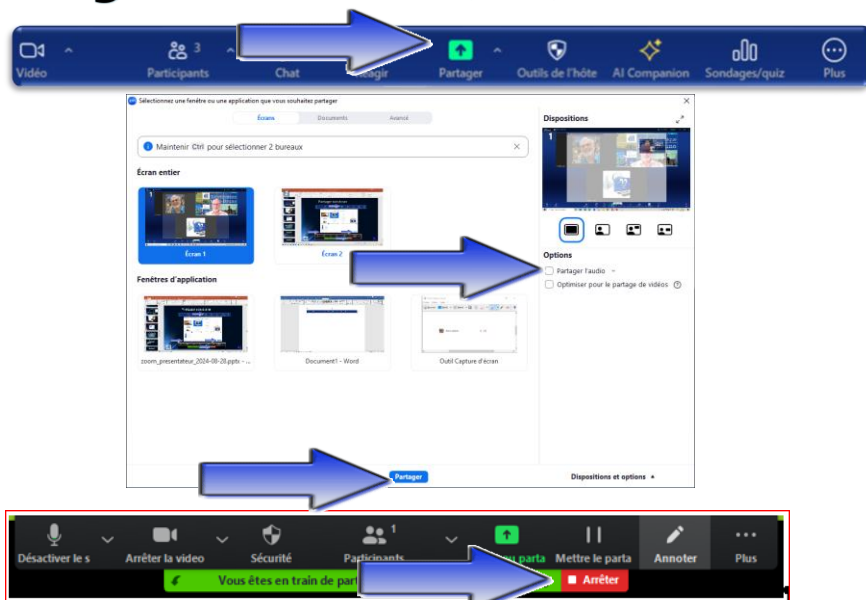 3
Vidéo Participants Chat Partager Outils de l'hôte AI Companion Sondages/quiz Plus
Sélectionnez une fenêtre ou une application que vous souhaitez partager
Écrans Documents Avancé
Dispositions
Maintenir Ctrl pour sélectionner 2 bureaux
Écran entier
1
Écran 1
Écran 2
Options
Partager l'audio
Optimiser pour le partage de vidéos
Fenêtres d'application
zoom_presentateur_2024-08-28.pptx - ...
Document1 - Word
Outil Capture d'écran
Partager
Dispositions et options
1
Désactiver le s Arrêter la video Sécurité Participants parta Mettre le parta Annoter Plus
Vous êtes en train de part
Arrêter